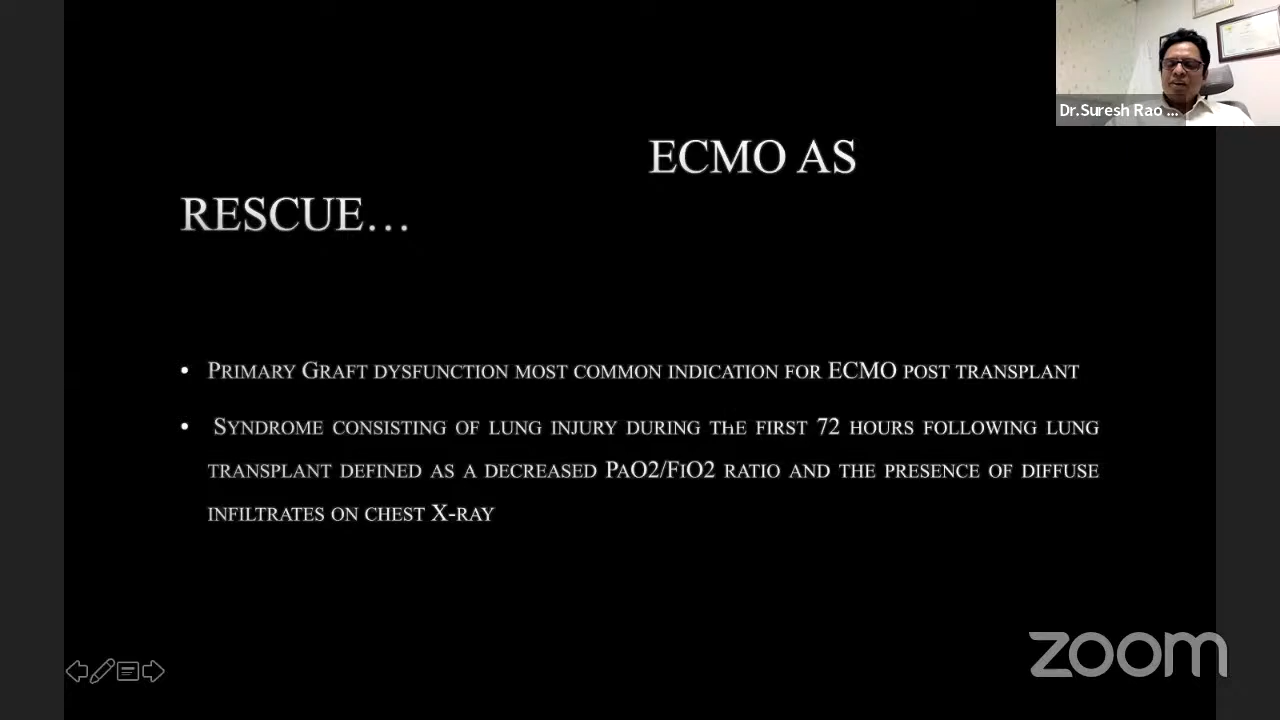 Dr.Suresh Rao ...
ECMO AS
RESCUE…
• Primary Graft dysfunction most common indication for ECMO post transplant
• Syndrome consisting of lung injury during the first 72 hours following lung
transplant defined as a decreased PaO2/FiO2 ratio and the presence of diffuse
infiltrates on chest X-ray
zoom